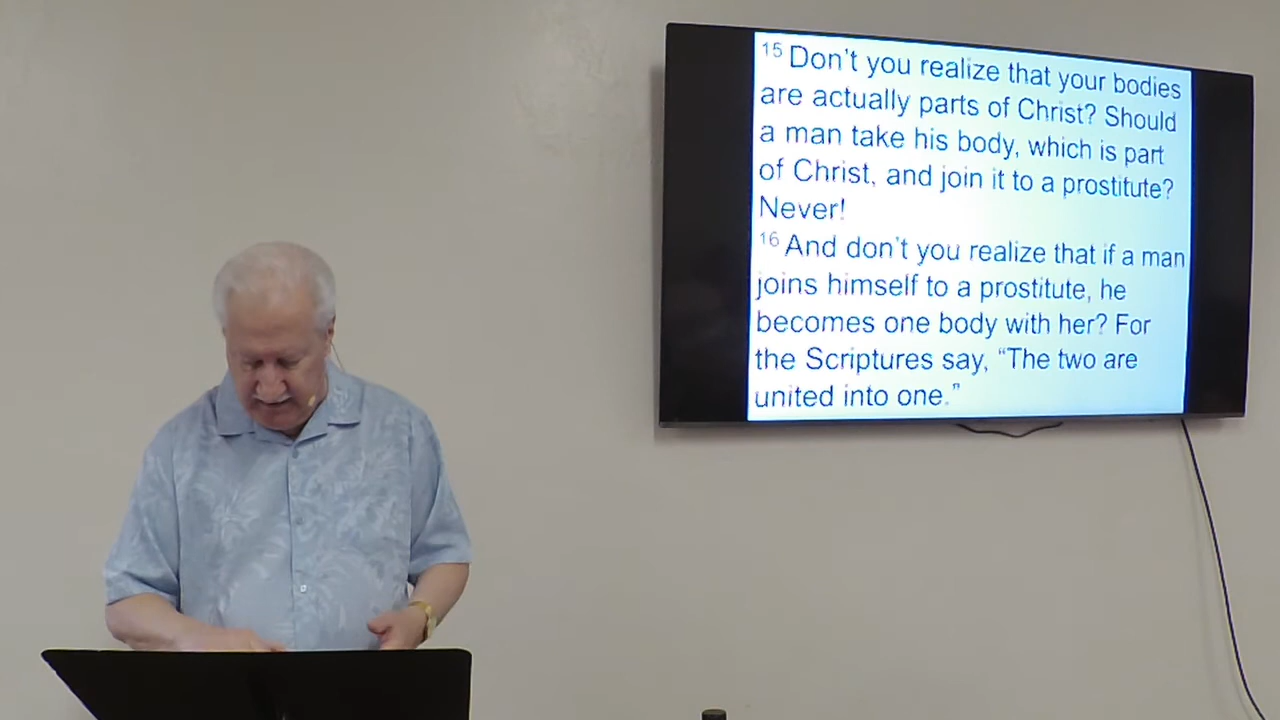 15 Don't you realize that your bodies
are actually parts of Christ? Should
a man take his body, which is part
of Christ, and join it to a prostitute?
Never!
16 And don't you realize that if a man
joins himself to a prostitute, he
becomes one body with her? For
the Scriptures say, “The two are
united into one.”